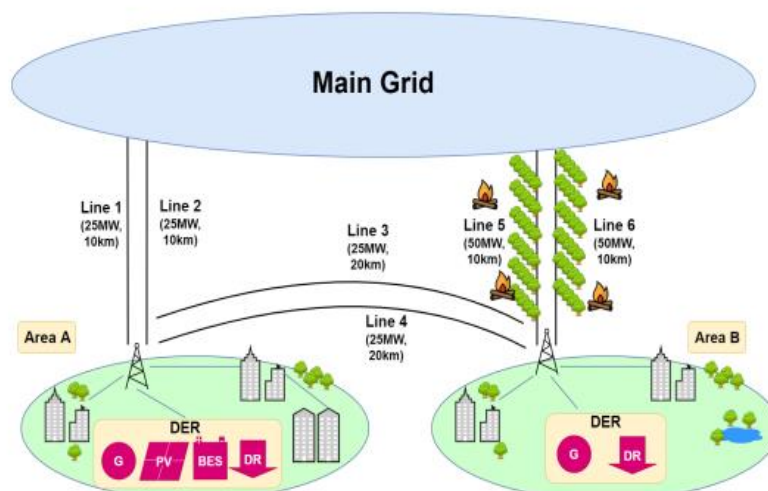 Main Grid
Line 1
(25MW,
10km)
Line 2
(25MW,
10km)
Line 3
(25MW,
20km)
Line 4
(25MW,
20km)
Line 5
(50MW,
10km)
Line 6
(50MW,
10km)
Area A
Area B
DER
G
PV
BES
DR
DER
G
DR